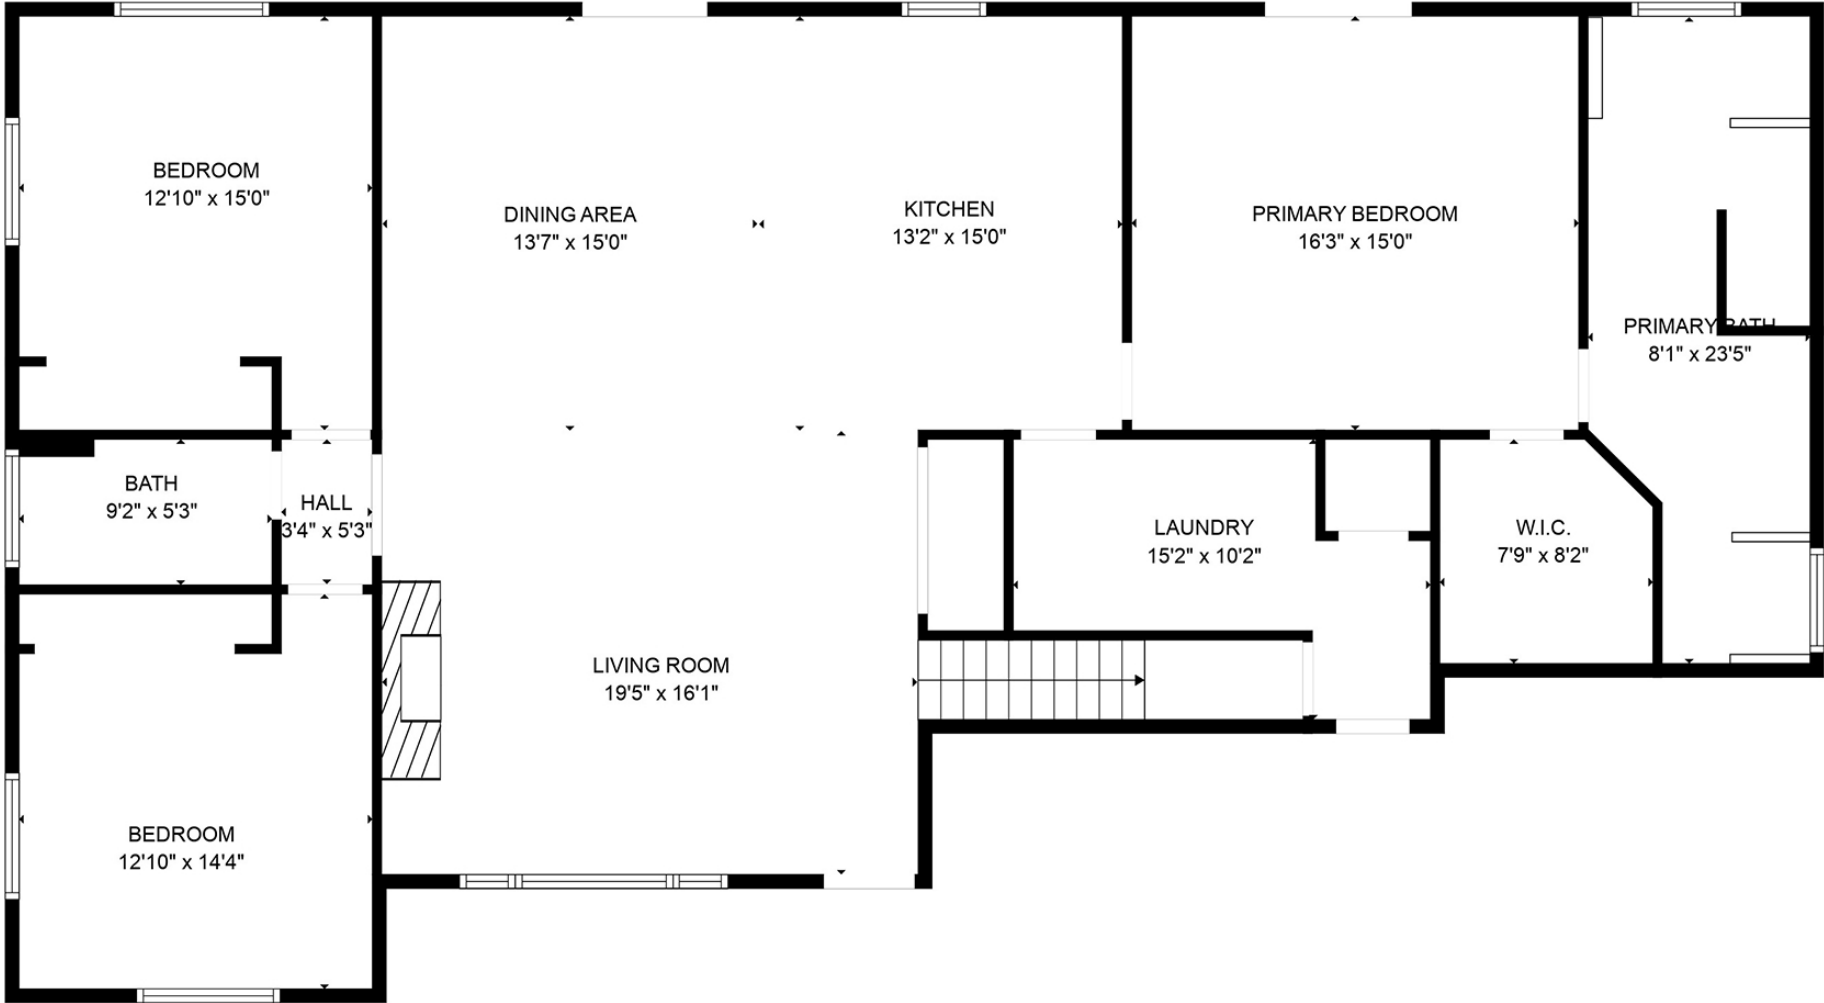 BEDROOM
12'10" x 15'0"
DINING AREA
13'7" x 15'0"
KITCHEN
13'2" x 15'0"
PRIMARY BEDROOM
16'3" x 15'0"
PRIMARY BATH
8'1" x 23'5"
BATH
9'2" x 5'3"
HALL
3'4" x 5'3"
LAUNDRY
15'2" x 10'2"
W.I.C.
7'9" x 8'2"
LIVING ROOM
19'5" x 16'1"
BEDROOM
12'10" x 14'4"